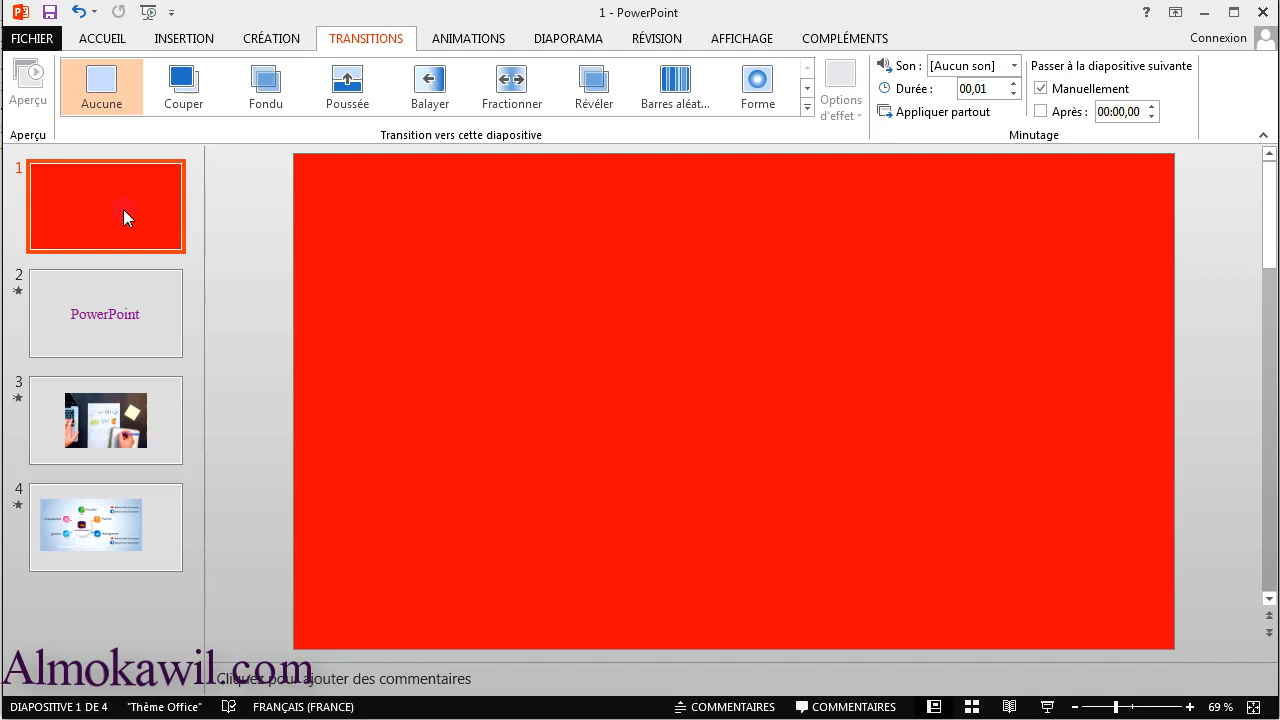 1 - PowerPoint
FICHIER ACCUEIL INSERTION CRÉATION TRANSITIONS ANIMATIONS DIAPORAMA RÉVISION AFFICHAGE COMPLÉMENTS Connexion
Aperçu
Aucune Couper Fondu Poussée Balayer Fractionner Révéler Barres aléat... Forme
Options
d'effet
Son : [Aucun son]
Durée : 00,01
Appliquer partout
Passer à la diapositive suivante
Manuellement
Après : 00:00,00
Aperçu Transition vers cette diapositive Minutage
1
2
PowerPoint
3
4
Almokawil.com
Cliquez pour ajouter des commentaires
DIAPOSITIVE 1 DE 4 "Thème Office" FRANÇAIS (FRANCE) COMMENTAIRES COMMENTAIRES 69 %